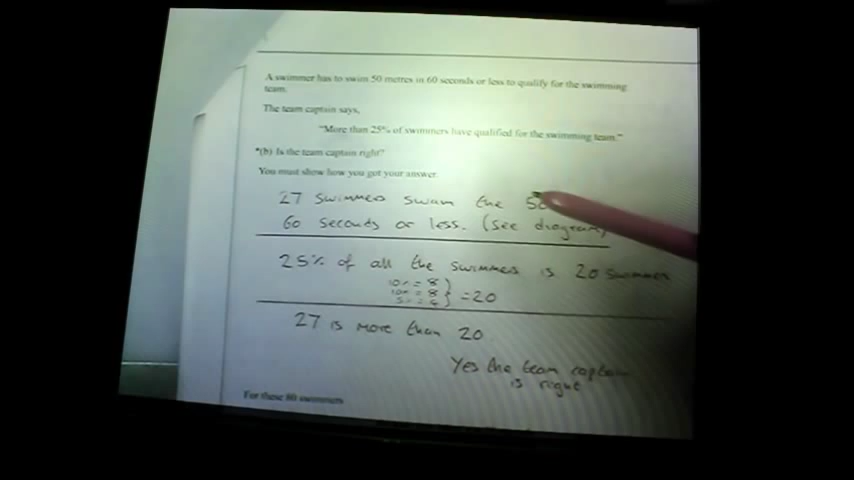 A swimmer has to swim 50 metres in 60 seconds or less to qualify for the swimming
team.
The team captain says,
"More than 25% of swimmers have qualified for the swimming team."
*(b) Is the team captain right?
You must show how you got your answer.
27 swimmers swam the 50
60 seconds or less. (see diagram)
25% of all the swimmers is 20 swimmer
10% = 8
10% = 8
5% = 4
= 20
27 is more than 20
Yes the team captain
is right
For these 80 swimmers